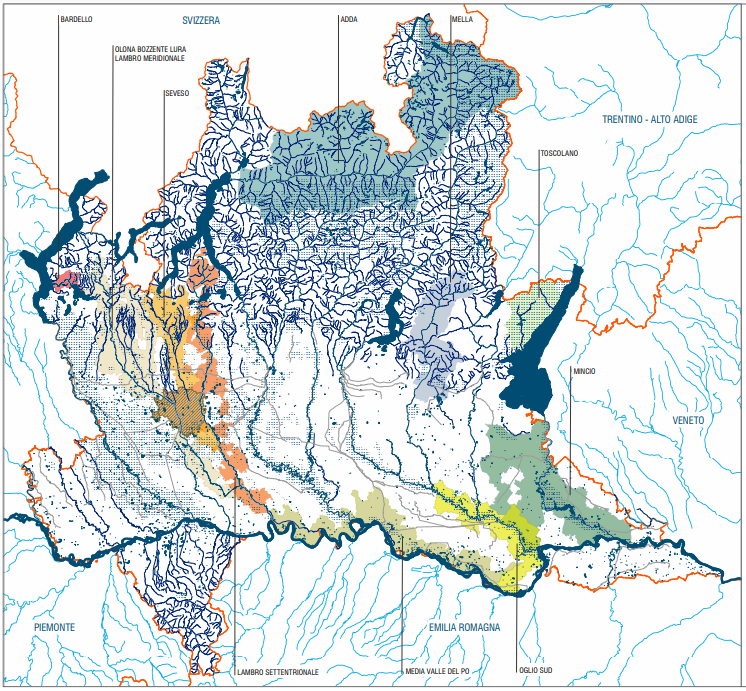 BARDELLO
SVIZZERA
ADDA
MELLA
OLONA BOZZENTE LURA
LAMBRO MERIDIONALE
SEVESO
TRENTINO - ALTO ADIGE
TOSCOLANO
MINCIO
VENETO
PIEMONTE
EMILIA ROMAGNA
LAMBRO SETTENTRIONALE
MEDIA VALLE DEL PO
OGLIO SUD